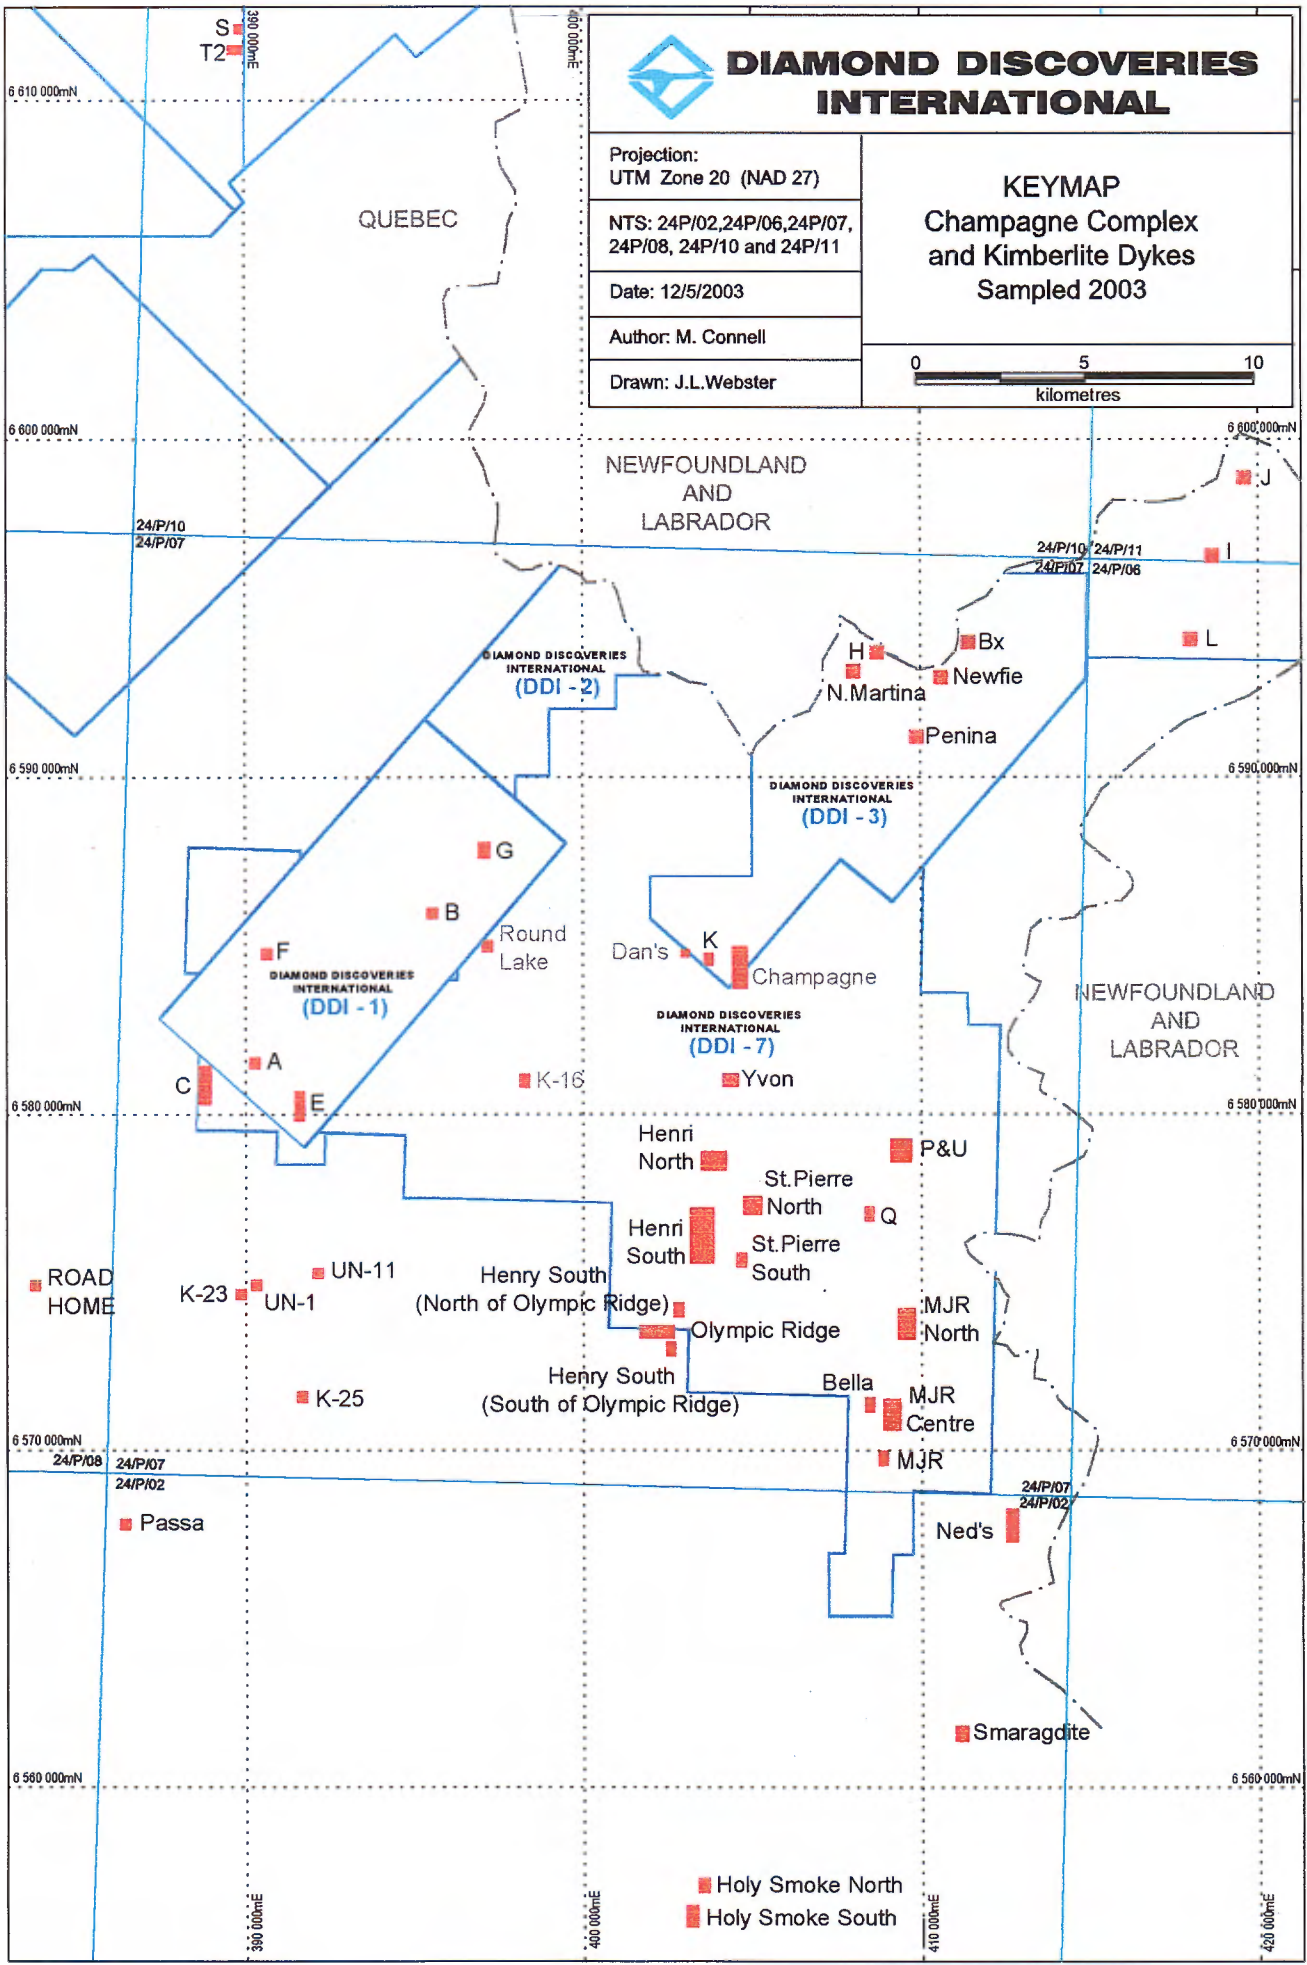 S
T2
390 000mE
400 000mE
DIAMOND DISCOVERIES
INTERNATIONAL
Projection:
UTM Zone 20 (NAD 27)
NTS: 24P/02,24P/06,24P/07,
24P/08, 24P/10 and 24P/11
Date: 12/5/2003
Author: M. Connell
Drawn: J.L.Webster
KEYMAP
Champagne Complex
and Kimberlite Dykes
Sampled 2003
0 5 10
kilometres
6 610 000mN
QUEBEC
6 600 000mN
6 600 000mN
NEWFOUNDLAND
AND
LABRADOR
J
24/P/10
24/P/07
24/P/10 24/P/11
24/P/07 24/P/06
I
L
H
Bx
N.Martina
Newfie
Penina
DIAMOND DISCOVERIES
INTERNATIONAL
(DDI - 2)
6 590 000mN
6 590 000mN
DIAMOND DISCOVERIES
INTERNATIONAL
(DDI - 3)
G
B
F
Round
Lake
Dan's
K
Champagne
DIAMOND DISCOVERIES
INTERNATIONAL
(DDI - 1)
DIAMOND DISCOVERIES
INTERNATIONAL
(DDI - 7)
NEWFOUNDLAND
AND
LABRADOR
A
C
E
K-16
Yvon
6 580 000mN
6 580 000mN
Henri
North
P&U
St.Pierre
North
Q
Henri
South
St.Pierre
South
ROAD
HOME
K-23
UN-1
UN-11
Henry South
(North of Olympic Ridge)
Olympic Ridge
MJR
North
Henry South
(South of Olympic Ridge)
K-25
Bella
MJR
Centre
MJR
6 570 000mN
6 570 000mN
24/P/08 24/P/07
24/P/02
24/P/07
24/P/02
Passa
Ned's
Smaragdite
6 560 000mN
6 560 000mN
Holy Smoke North
Holy Smoke South
390 000mE
400 000mE
410 000mE
420 000mE